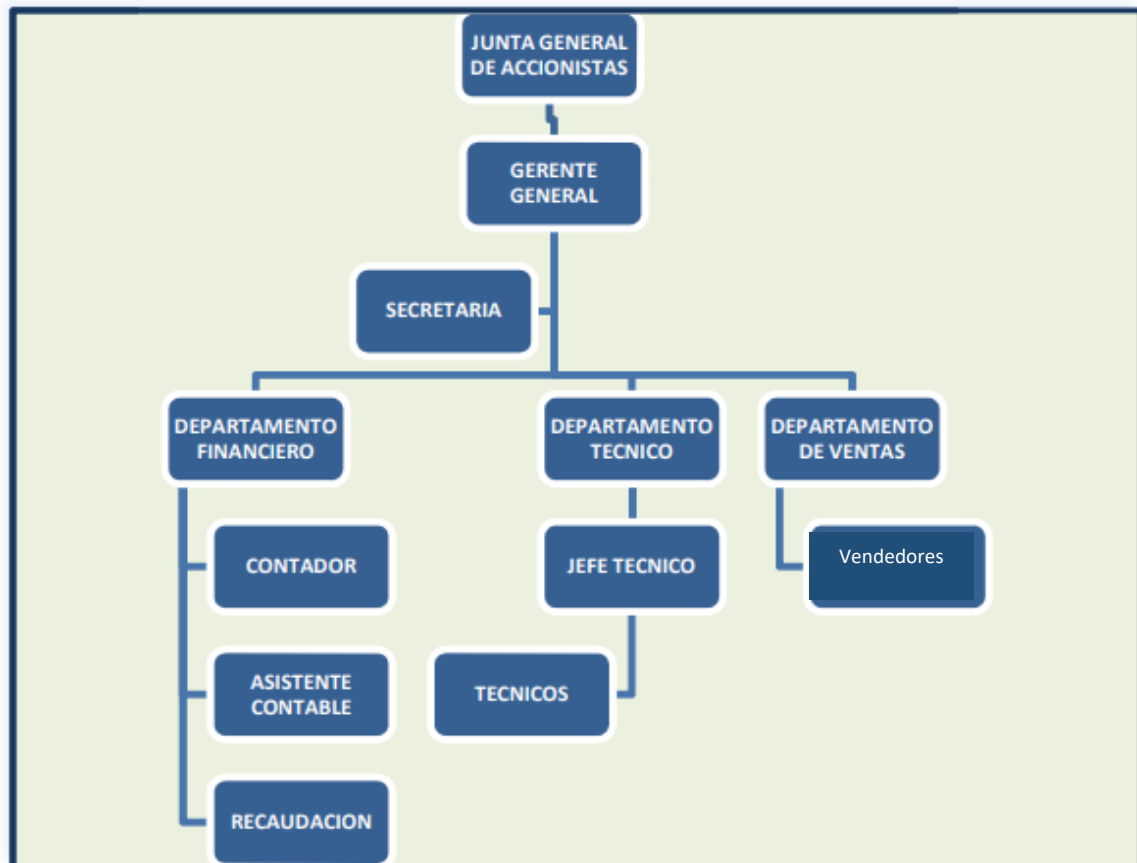 JUNTA GENERAL
DE ACCIONISTAS
GERENTE
GENERAL
SECRETARIA
DEPARTAMENTO
FINANCIERO
DEPARTAMENTO
TECNICO
DEPARTAMENTO
DE VENTAS
CONTADOR
JEFE TECNICO
Vendedores
ASISTENTE
CONTABLE
TECNICOS
RECAUDACION